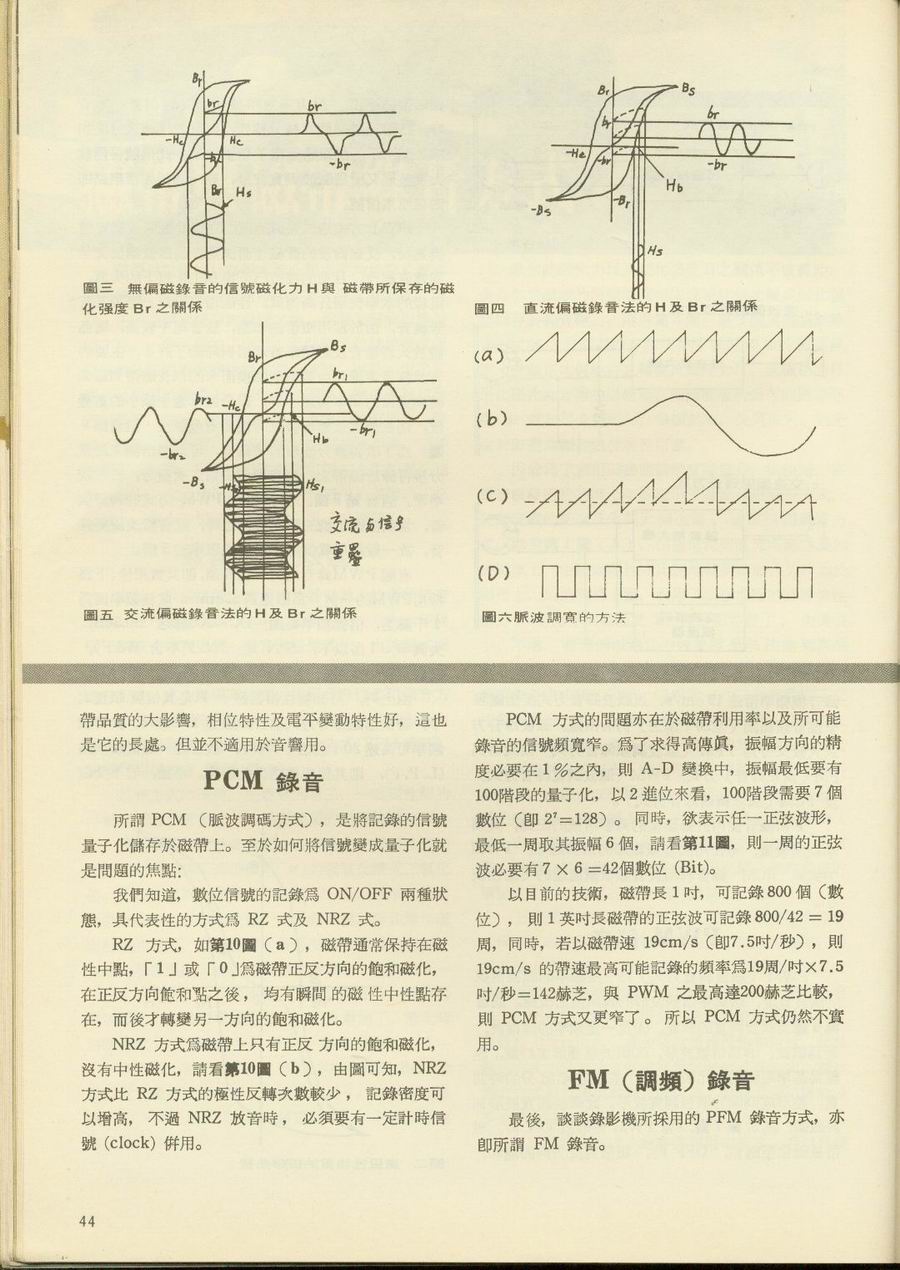 Br
br
-Hc
Hc
br
-br
Br
Hs
圖三　無偏磁錄音的信號磁化力H與 磁帶所保存的磁
化强度 Br 之關係
Br
Bs
br
-Hc
-br
-Br
-Bs
Hb
Hs
br
-br
圖四　直流偏磁錄音法的H及Br之關係
Br
Bs
br1
br2
-Hc
-br1
-br2
Hb
-Bs
Hs1
交流与信号
重疊
圖五 交流偏磁錄音法的H及 Br 之關係
(a)
(b)
(C)
(D)
圖六脈波調寬的方法
帶品質的大影響，相位特性及電平變動特性好，這也
是它的長處。但並不適用於音響用。
PCM 錄音
所謂 PCM （脈波調碼方式），是將記錄的信號
量子化儲存於磁帶上。至於如何將信號變成量子化就
是問題的焦點:
我們知道，數位信號的記錄爲 ON/OFF 兩種狀
態，具代表性的方式爲 RZ 式及 NRZ 式。
RZ 方式，如第10圖（a），磁帶通常保持在磁
性中點，「1」或「0」爲磁帶正反方向的飽和磁化，
在正反方向飽和點之後， 均有瞬間 的磁 性中性點存
在，而後才轉變另一方向的飽和磁化。
NRZ 方式爲磁帶上只有正反 方向的飽和磁化，
沒有中性磁化，請看第10圖（b），由圖可知，NRZ
方式比 RZ 方式的極性反轉次數較少， 記錄密度可
以增高， 不過 NRZ 放音時， 必須要有一定計時信
號 (clock) 倂用。
PCM 方式的問題亦在於磁帶利用率以及所可能
錄音的信號頻寬窄。爲了求得高傳眞，振幅方向的精
度必要在１％之內，則 A-D 變換中，振幅最低要有
100階段的量子化，以2進位來看，100階段需要7個
數位（卽 2⁷=128）。 同時，欲表示任一正弦波形，
最低一周取其振幅6個，請看第11圖，則一周的正弦
波必要有7 × 6 =42個數位 (Bit)。
以目前的技術，磁帶長1吋，可記錄800 個（數
位）， 則1英吋長磁帶的正弦波可記錄800/42 = 19
周，同時，若以磁帶速 19cm/s（卽7.5吋/秒），則
19cm/s 的帶速最高可能記錄的頻率爲19周/吋×7.5
吋/秒=142赫芝，與 PWM 之最高達200赫芝比較，
則 PCM 方式又更窄了。所以 PCM 方式仍然不實
用。
FM（調頻）錄音
最後，談談錄影機所採用的 PFM 錄音方式，亦
卽所謂 FM 錄音。
44